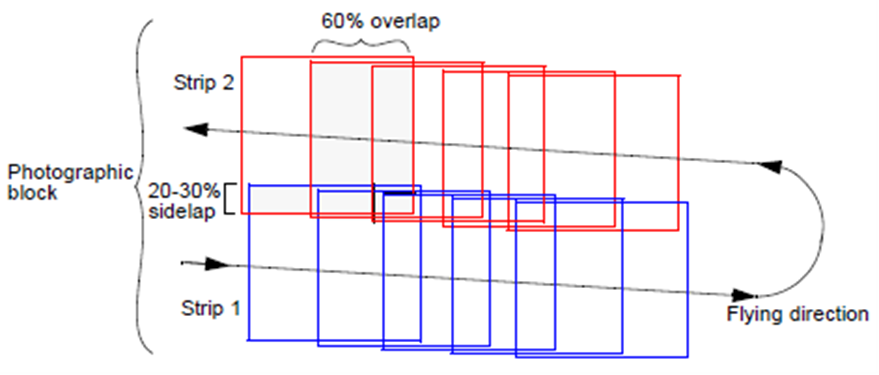 60% overlap
Strip 2
Photographic
block
20-30%
sidelap
Strip 1
Flying direction